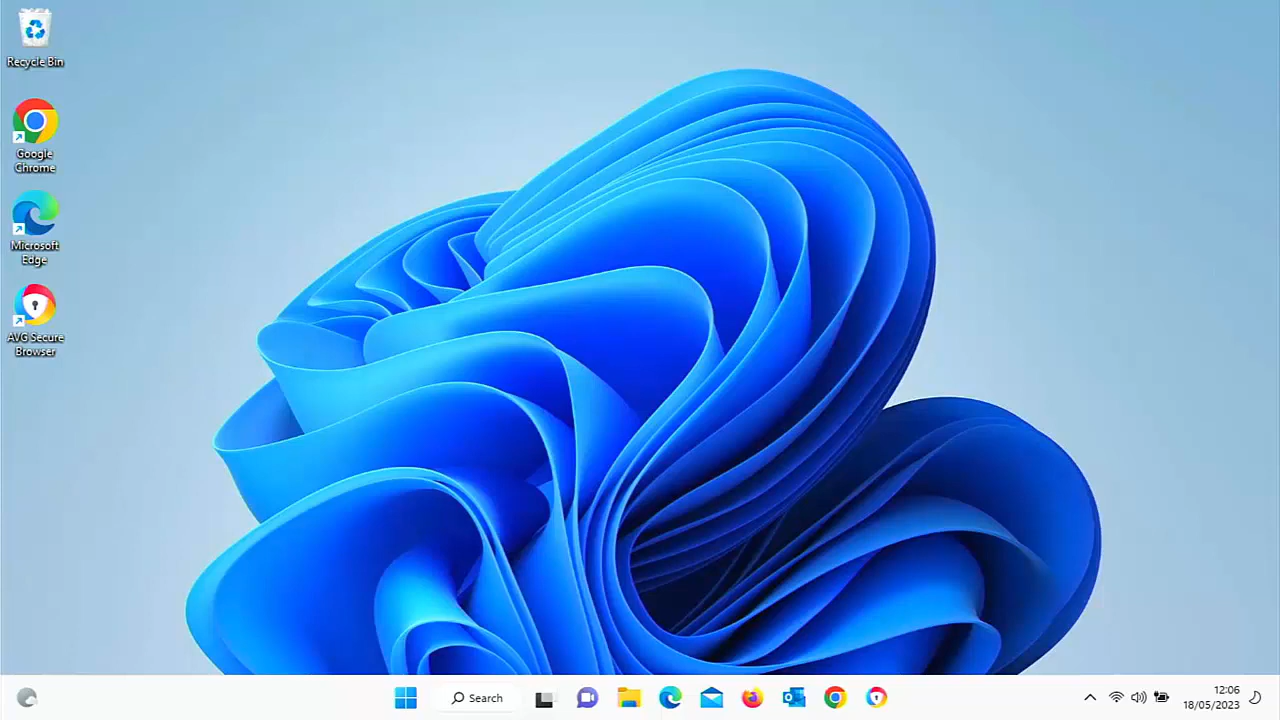 Recycle Bin
Google
Chrome
Microsoft
Edge
AVG Secure
Browser
Search
12:06
18/05/2023